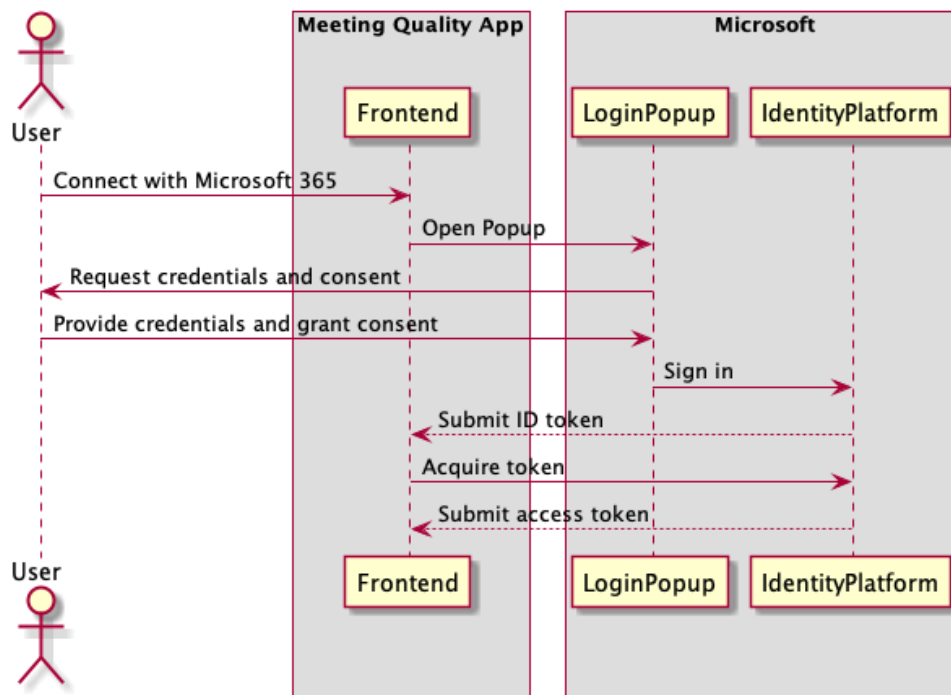 Meeting Quality App
Microsoft
User
Frontend
LoginPopup
IdentityPlatform
Connect with Microsoft 365
Open Popup
Request credentials and consent
Provide credentials and grant consent
Sign in
Submit ID token
Acquire token
Submit access token
User
Frontend
LoginPopup
IdentityPlatform